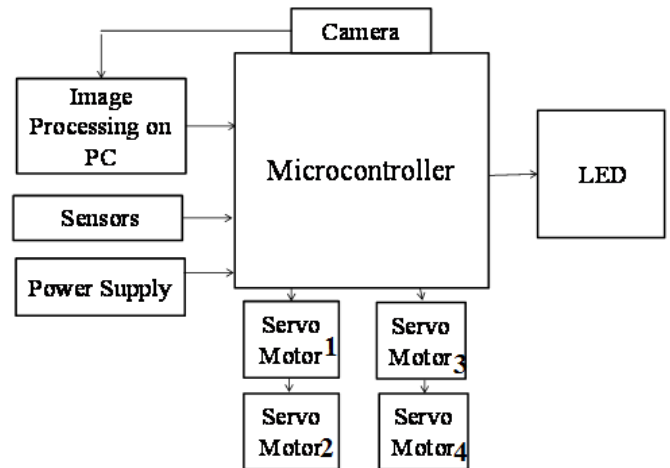 Camera
Image
Processing on
PC
Microcontroller
LED
Sensors
Power Supply
Servo
Motor1
Servo
Motor3
Servo
Motor2
Servo
Motor4